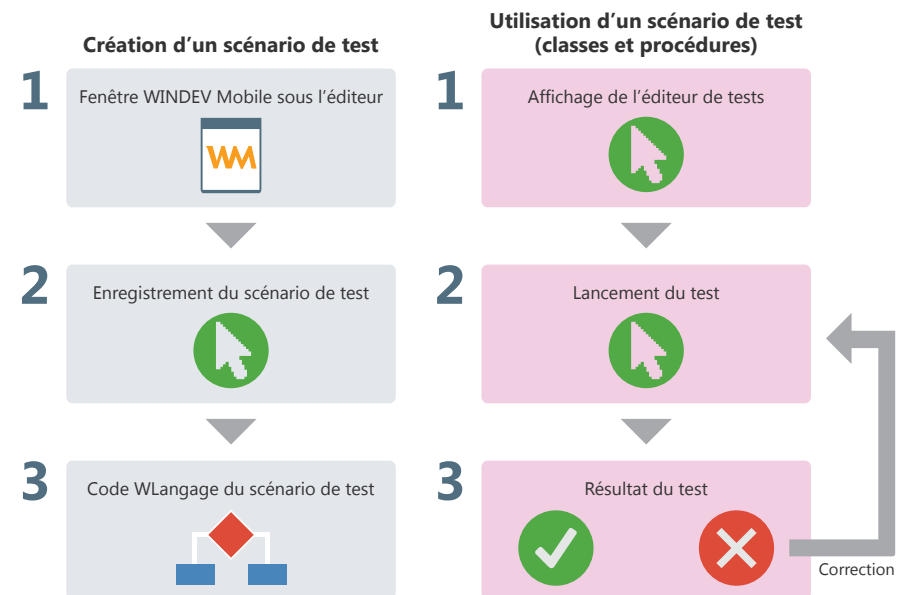 Création d’un scénario de test
1
Fenêtre WINDEV Mobile sous l’éditeur
WM
2
Enregistrement du scénario de test
3
Code WLangage du scénario de test
Utilisation d’un scénario de test
(classes et procédures)
1
Affichage de l’éditeur de tests
2
Lancement du test
3
Résultat du test
Correction